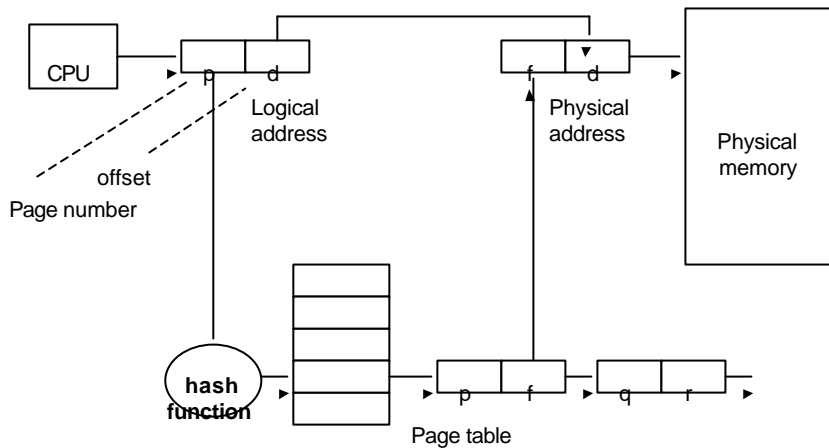 CPU
p d
f d
Logical
address
Physical
address
Physical
memory
offset
Page number
hash
function
p f
q r
Page table